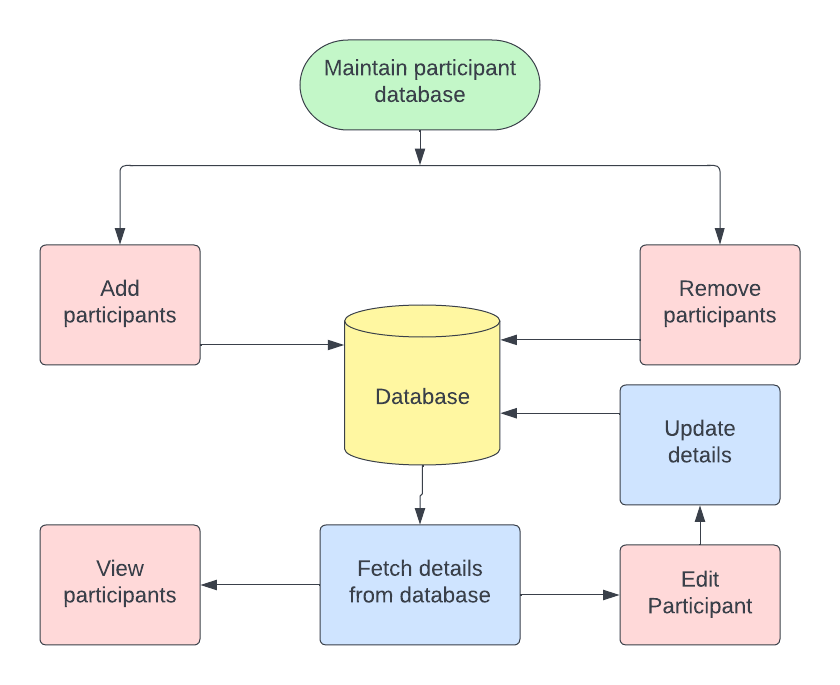 Maintain participant
database
Add
participants
Remove
participants
Database
Update
details
View
participants
Fetch details
from database
Edit
Participant